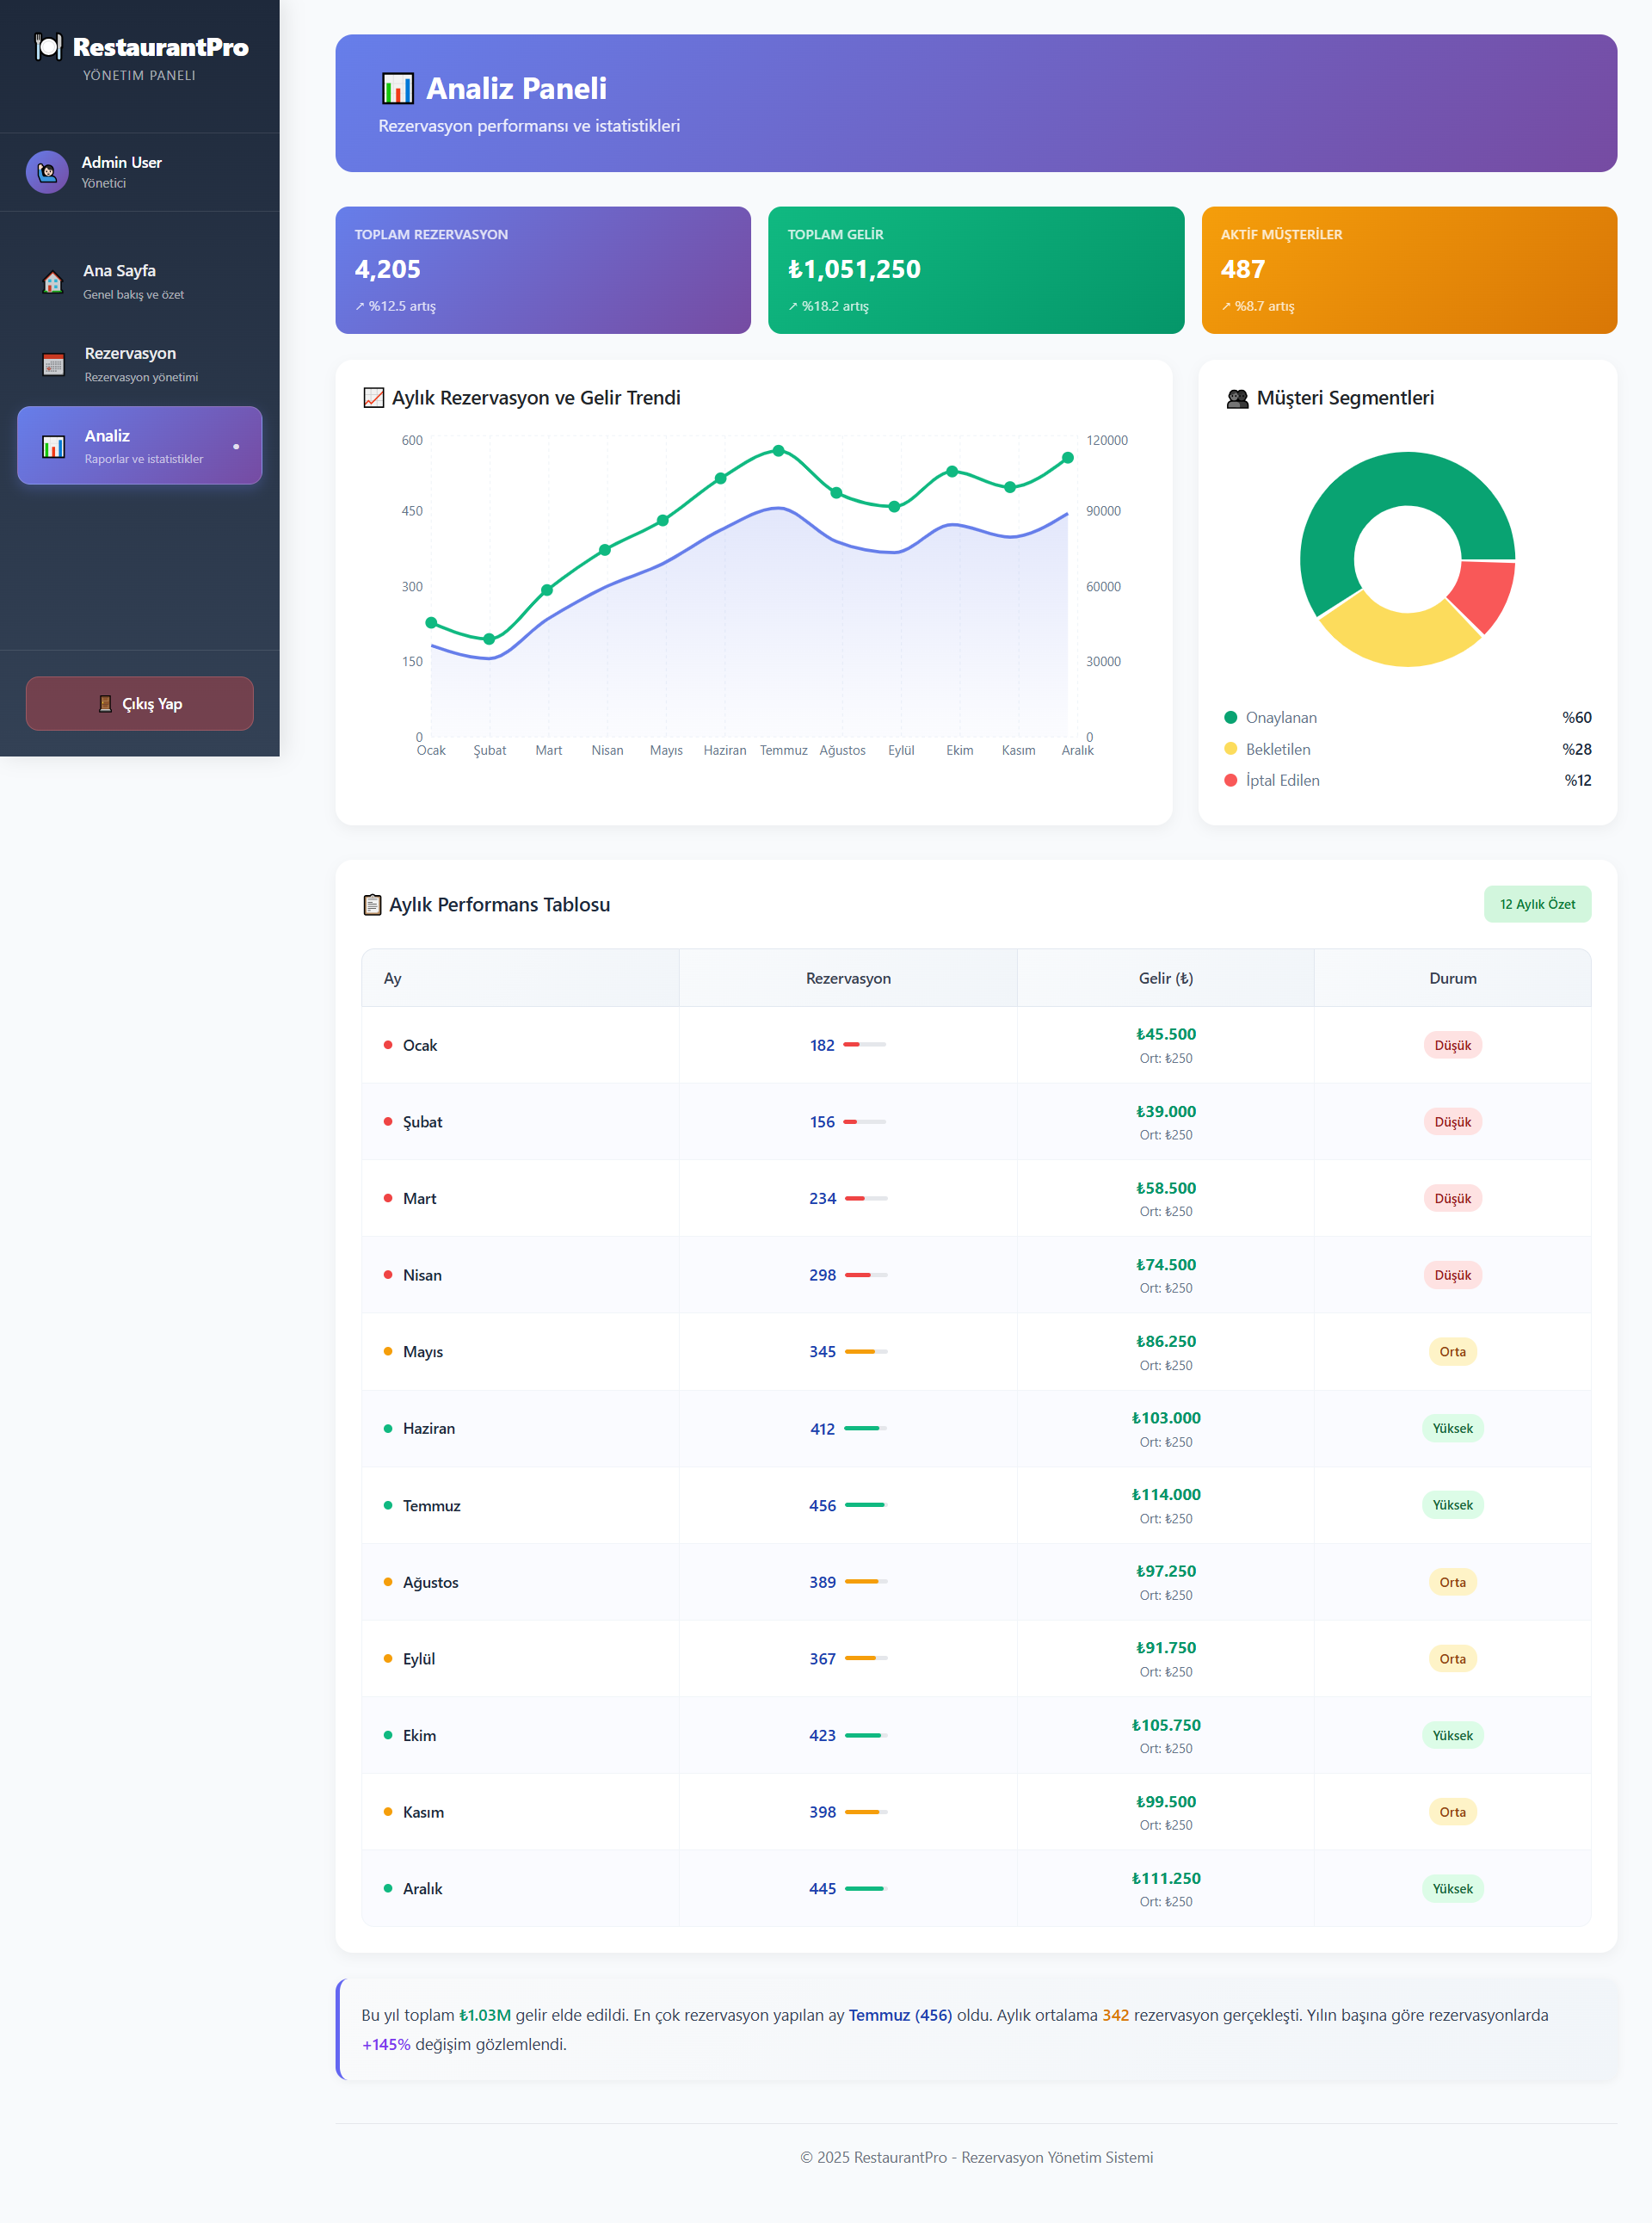 RestaurantPro
YÖNETIM PANELI
Admin User
Yönetici
Ana Sayfa
Genel bakış ve özet
Rezervasyon
Rezervasyon yönetimi
Analiz
Raporlar ve istatistikler
Çıkış Yap
Analiz Paneli
Rezervasyon performansı ve istatistikleri
TOPLAM REZERVASYON
4,205
↗ %12.5 artış
TOPLAM GELİR
₺1,051,250
↗ %18.2 artış
AKTİF MÜŞTERİLER
487
↗ %8.7 artış
Aylık Rezervasyon ve Gelir Trendi
600
450
300
150
0
120000
90000
60000
30000
0
Ocak Şubat Mart Nisan Mayıs Haziran Temmuz Ağustos Eylül Ekim Kasım Aralık
Müşteri Segmentleri
Onaylanan %60
Bekletilen %28
İptal Edilen %12
Aylık Performans Tablosu
12 Aylık Özet
Ay Rezervasyon Gelir (₺) Durum
Ocak 182 ₺45.500 Düşük
Ort: ₺250
Şubat 156 ₺39.000 Düşük
Ort: ₺250
Mart 234 ₺58.500 Düşük
Ort: ₺250
Nisan 298 ₺74.500 Düşük
Ort: ₺250
Mayıs 345 ₺86.250 Orta
Ort: ₺250
Haziran 412 ₺103.000 Yüksek
Ort: ₺250
Temmuz 456 ₺114.000 Yüksek
Ort: ₺250
Ağustos 389 ₺97.250 Orta
Ort: ₺250
Eylül 367 ₺91.750 Orta
Ort: ₺250
Ekim 423 ₺105.750 Yüksek
Ort: ₺250
Kasım 398 ₺99.500 Orta
Ort: ₺250
Aralık 445 ₺111.250 Yüksek
Ort: ₺250
Bu yıl toplam ₺1.03M gelir elde edildi. En çok rezervasyon yapılan ay Temmuz (456) oldu. Aylık ortalama 342 rezervasyon gerçekleşti. Yılın başına göre rezervasyonlarda
+145% değişim gözlemlendi.
© 2025 RestaurantPro - Rezervasyon Yönetim Sistemi